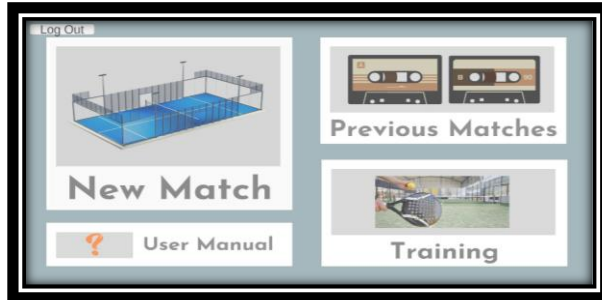 Log Out
New Match
Previous Matches
User Manual
Training